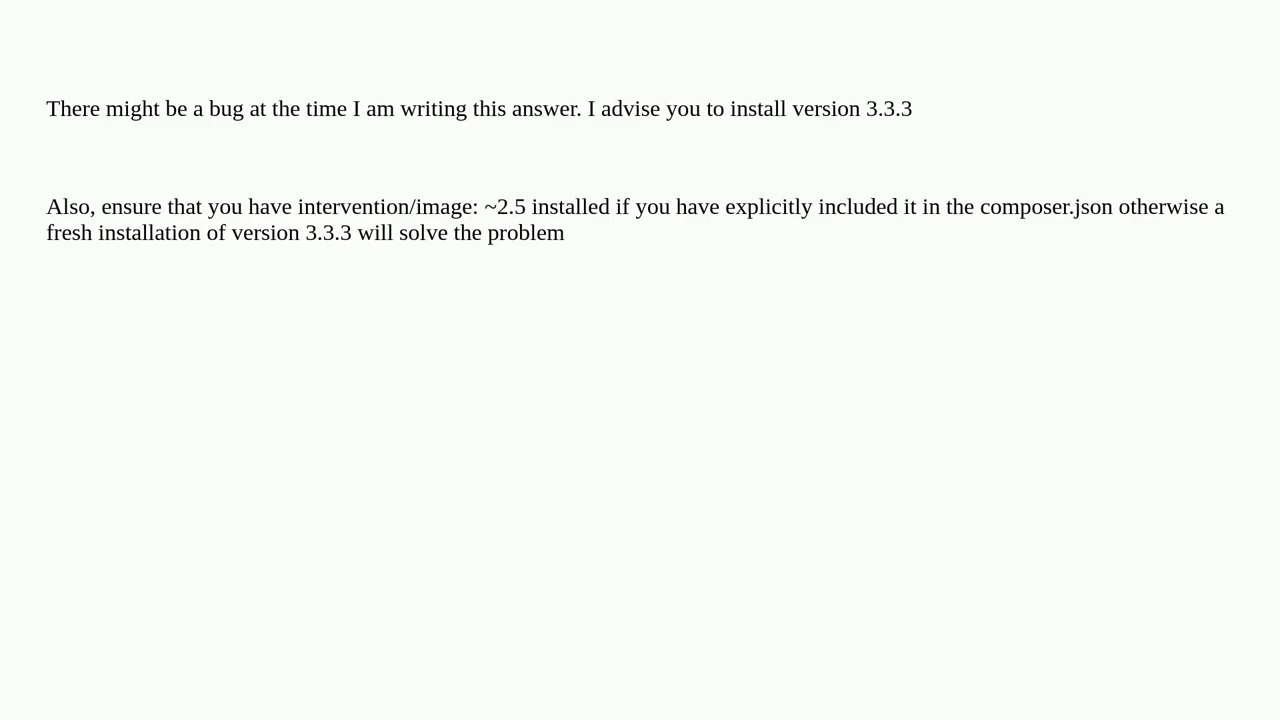 There might be a bug at the time I am writing this answer. I advise you to install version 3.3.3
Also, ensure that you have intervention/image: ~2.5 installed if you have explicitly included it in the composer.json otherwise a
fresh installation of version 3.3.3 will solve the problem